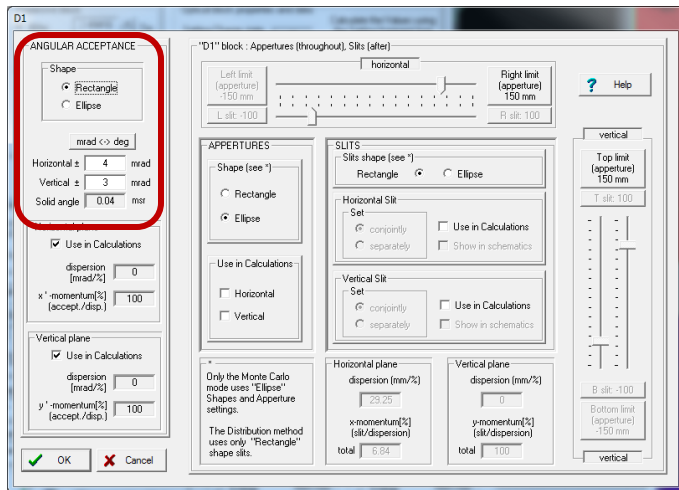 D1
ANGULAR ACCEPTANCE
Shape
Rectangle
Ellipse
mrad <-> deg
Horizontal ± 4 mrad
Vertical ± 3 mrad
Solid angle 0.04 msr
Use in Calculations
dispersion
[mrad/%] 0
x '-momentum[%]
(accept./disp.) 100
Vertical plane
Use in Calculations
dispersion
[mrad/%] 0
y '-momentum[%]
(accept./disp.) 100
OK
Cancel
"D1" block : Appertures (throughout), Slits (after)
horizontal
Left limit
(apperture)
-150 mm
L slit: -100
Right limit
(apperture)
150 mm
R slit: 100
APPERTURES
Shape (see *)
Rectangle
Ellipse
Use in Calculations
Horizontal
Vertical
SLITS
Slits shape (see *)
Rectangle
Ellipse
Horizontal Slit
Set
conjointly
separately
Use in Calculations
Show in schematics
Vertical Slit
Set
conjointly
separately
Use in Calculations
Show in schematics
*
Only the Monte Carlo
mode uses "Ellipse"
Shapes and Apperture
settings.
The Distribution method
uses only "Rectangle"
shape slits.
Horizontal plane
dispersion (mm/%)
29.25
x-momentum[%]
(slit/dispersion)
total 6.84
Vertical plane
dispersion (mm/%)
0
y-momentum[%]
(slit/dispersion)
total 100
Help
vertical
Top limit
(apperture)
150 mm
T slit: 100
B slit: -100
Bottom limit
(apperture)
-150 mm
vertical